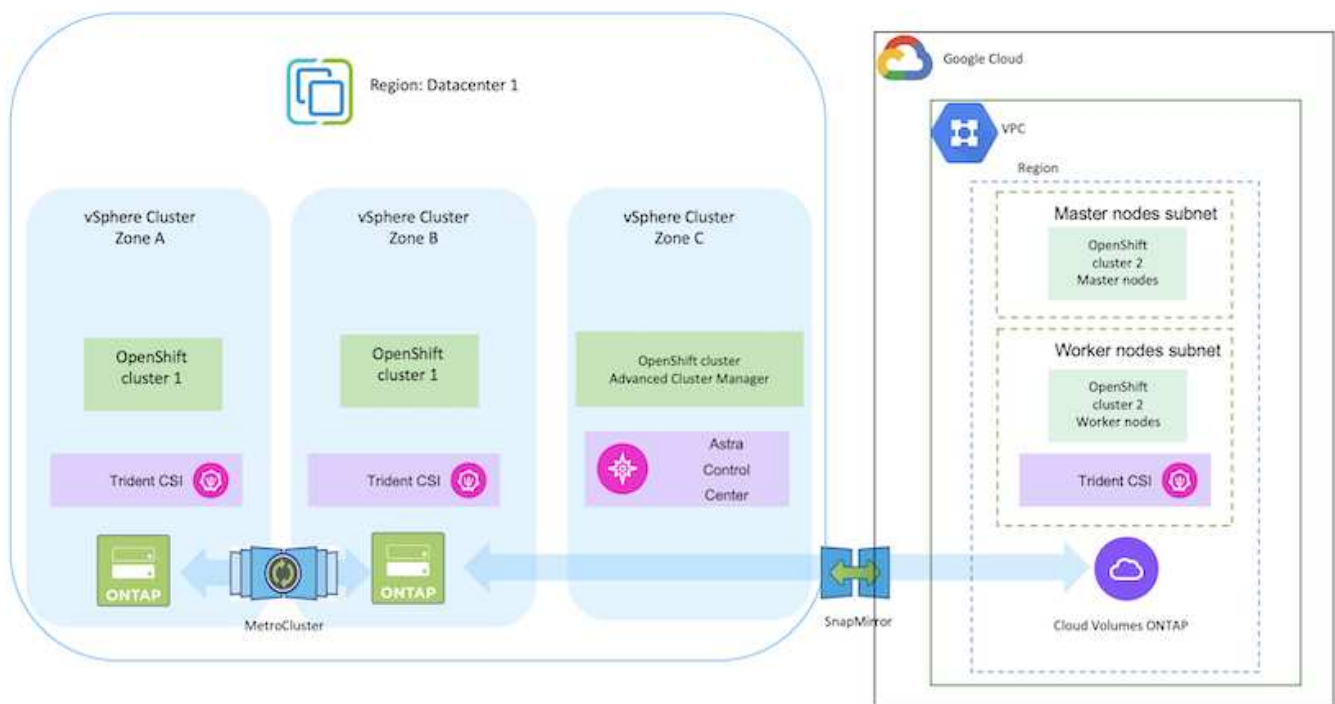 Region: Datacenter 1
vSphere Cluster
Zone A
OpenShift
cluster 1
Trident CSI
ONTAP
vSphere Cluster
Zone B
OpenShift
cluster 1
Trident CSI
ONTAP
MetroCluster
vSphere Cluster
Zone C
OpenShift cluster
Advanced Cluster Manager
Astra
Control
Center
SnapMirror
Google Cloud
VPC
Region
Master nodes subnet
OpenShift
cluster 2
Master nodes
Worker nodes subnet
OpenShift
cluster 2
Worker nodes
Trident CSI
Cloud Volumes ONTAP